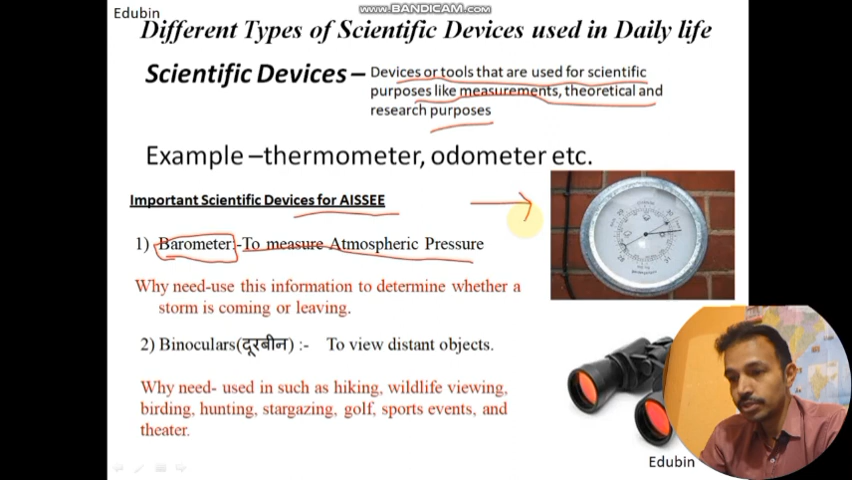 Edubin
www.BANDICAM.com
Different Types of Scientific Devices used in Daily life
Scientific Devices – Devices or tools that are used for scientific
purposes like measurements, theoretical and
research purposes
Example –thermometer, odometer etc.
Important Scientific Devices for AISSEE
1) Barometer:-To measure Atmospheric Pressure
Why need-use this information to determine whether a
storm is coming or leaving.
2) Binoculars(दूरबीन) :- To view distant objects.
Why need- used in such as hiking, wildlife viewing,
birding, hunting, stargazing, golf, sports events, and
theater.
Edubin